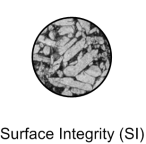 Surface Integrity (SI)